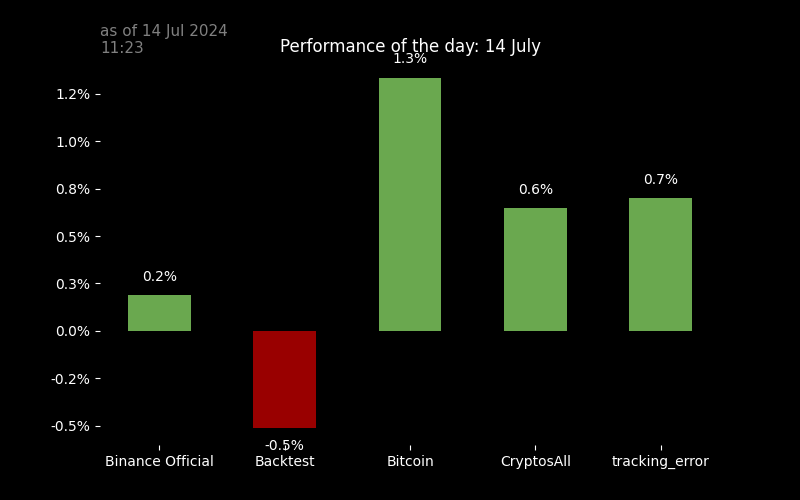 as of 14 Jul 2024
11:23
Performance of the day: 14 July
1.3%
1.2%
1.0%
0.8%
0.5%
0.3%
0.0%
-0.2%
-0.5%
0.2%
-0.5%
0.6%
0.7%
Binance Official
Backtest
Bitcoin
CryptosAll
tracking_error